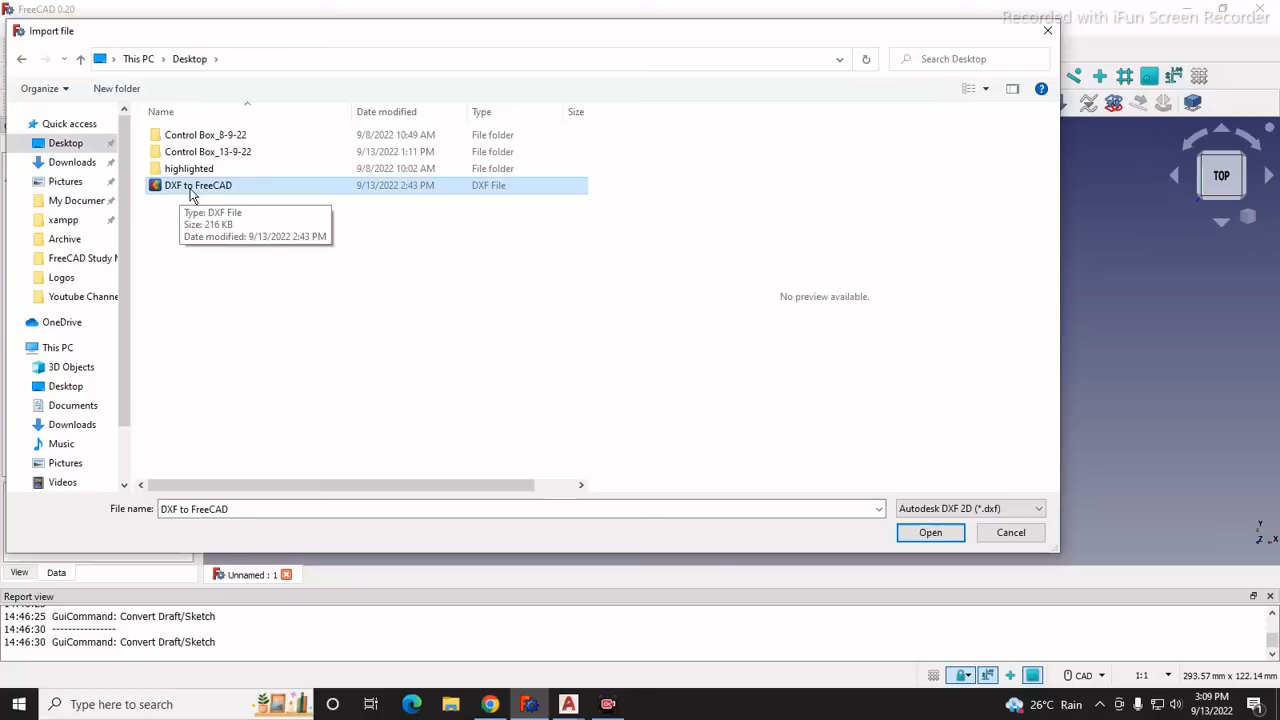 FreeCAD 0.20
Recorded with iFun Screen Recorder
Import file
This PC
Desktop
Search Desktop
Organize
New folder
Name
Date modified
Type
Size
Quick access
Desktop
Downloads
Pictures
My Documer
xampp
Archive
FreeCAD Study M
Logos
Youtube Channe
OneDrive
This PC
3D Objects
Desktop
Documents
Downloads
Music
Pictures
Videos
Control Box_8-9-22 9/8/2022 10:49 AM File folder
Control Box_13-9-22 9/13/2022 1:11 PM File folder
highlighted 9/8/2022 10:02 AM File folder
DXF to FreeCAD 9/13/2022 2:43 PM DXF File
Type: DXF File
Size: 216 KB
Date modified: 9/13/2022 2:43 PM
No preview available.
TOP
File name: DXF to FreeCAD
Autodesk DXF 2D (*.dxf)
Open
Cancel
Y
Z
X
View
Data
Unnamed : 1
Report view
14:46:25
14:46:25 GuiCommand: Convert Draft/Sketch
14:46:30 ----------------
14:46:30 GuiCommand: Convert Draft/Sketch
CAD
1:1
293.57 mm x 122.14 mm
Type here to search
26°C Rain
3:09 PM
9/13/2022
1